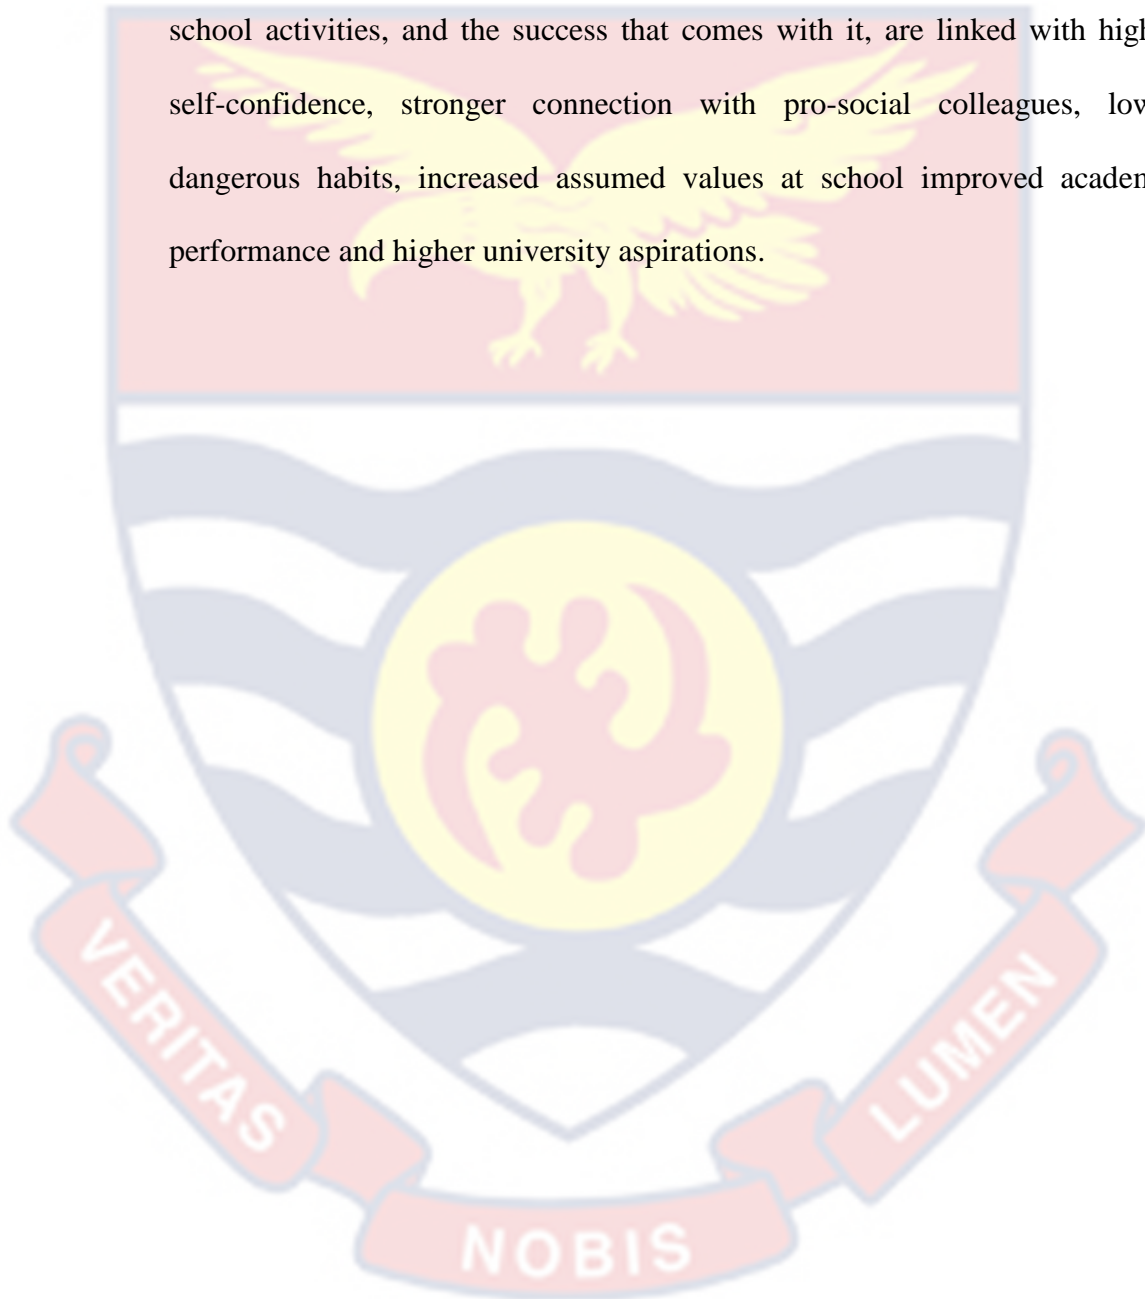 school activities, and the success that comes with it, are linked with high
self-confidence, stronger connection with pro-social colleagues, low
dangerous habits, increased assumed values at school improved academ
performance and higher university aspirations.
VERITAS
NOBIS
LUMEN